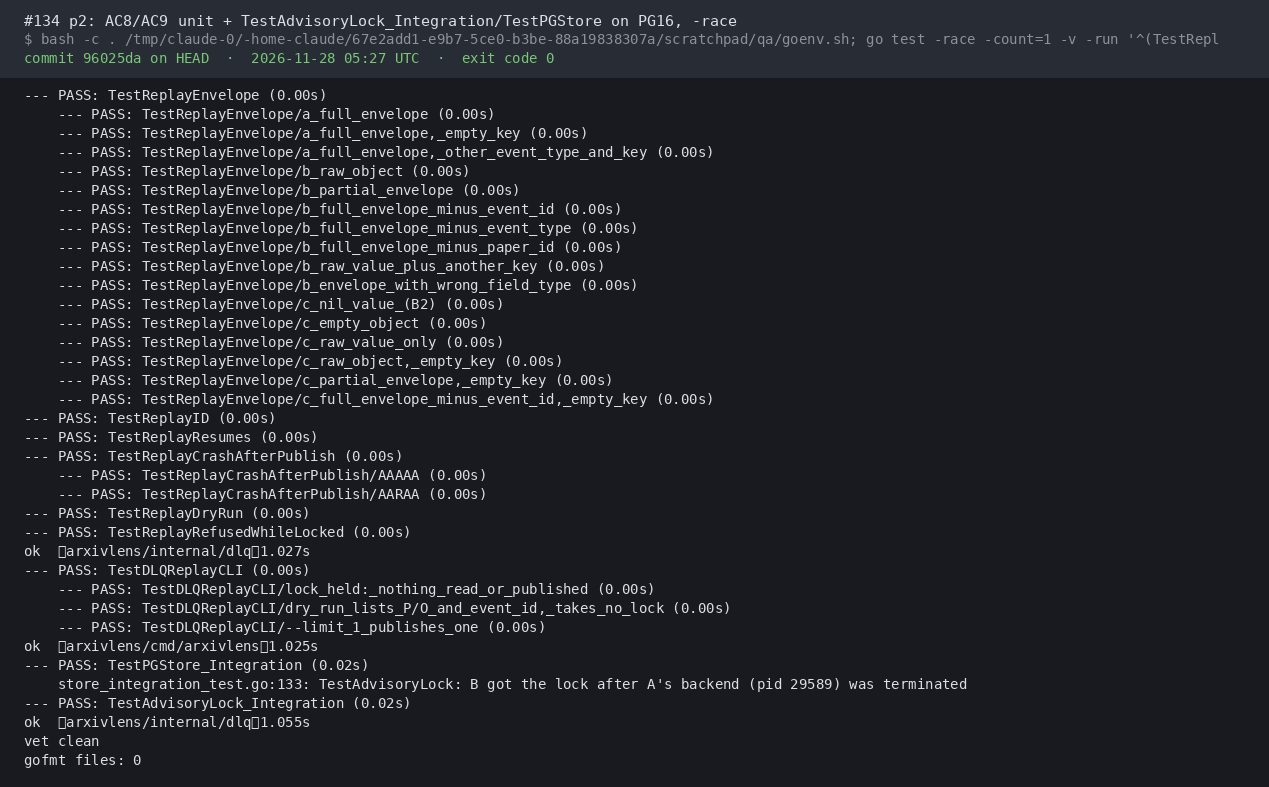 #134 p2: AC8/AC9 unit + TestAdvisoryLock_Integration/TestPGStore on PG16, -race
$ bash -c . /tmp/claude-0/-home-claude/67e2add1-e9b7-5ce0-b3be-88a19838307a/scratchpad/qa/goenv.sh; go test -race -count=1 -v -run '^(TestRepl
commit 96025da on HEAD · 2026-11-28 05:27 UTC · exit code 0
--- PASS: TestReplayEnvelope (0.00s)
    --- PASS: TestReplayEnvelope/a_full_envelope (0.00s)
    --- PASS: TestReplayEnvelope/a_full_envelope,_empty_key (0.00s)
    --- PASS: TestReplayEnvelope/a_full_envelope,_other_event_type_and_key (0.00s)
    --- PASS: TestReplayEnvelope/b_raw_object (0.00s)
    --- PASS: TestReplayEnvelope/b_partial_envelope (0.00s)
    --- PASS: TestReplayEnvelope/b_full_envelope_minus_event_id (0.00s)
    --- PASS: TestReplayEnvelope/b_full_envelope_minus_event_type (0.00s)
    --- PASS: TestReplayEnvelope/b_full_envelope_minus_paper_id (0.00s)
    --- PASS: TestReplayEnvelope/b_raw_value_plus_another_key (0.00s)
    --- PASS: TestReplayEnvelope/b_envelope_with_wrong_field_type (0.00s)
    --- PASS: TestReplayEnvelope/c_nil_value_(B2) (0.00s)
    --- PASS: TestReplayEnvelope/c_empty_object (0.00s)
    --- PASS: TestReplayEnvelope/c_raw_value_only (0.00s)
    --- PASS: TestReplayEnvelope/c_raw_object,_empty_key (0.00s)
    --- PASS: TestReplayEnvelope/c_partial_envelope,_empty_key (0.00s)
    --- PASS: TestReplayEnvelope/c_full_envelope_minus_event_id,_empty_key (0.00s)
--- PASS: TestReplayID (0.00s)
--- PASS: TestReplayResumes (0.00s)
--- PASS: TestReplayCrashAfterPublish (0.00s)
    --- PASS: TestReplayCrashAfterPublish/AAAAA (0.00s)
    --- PASS: TestReplayCrashAfterPublish/AARAA (0.00s)
--- PASS: TestReplayDryRun (0.00s)
--- PASS: TestReplayRefusedWhileLocked (0.00s)
ok  arxivlens/internal/dlq 1.027s
--- PASS: TestDLQReplayCLI (0.00s)
    --- PASS: TestDLQReplayCLI/lock_held:_nothing_read_or_published (0.00s)
    --- PASS: TestDLQReplayCLI/dry_run_lists_P/O_and_event_id,_takes_no_lock (0.00s)
    --- PASS: TestDLQReplayCLI/--limit_1_publishes_one (0.00s)
ok  arxivlens/cmd/arxivlens 1.025s
--- PASS: TestPGStore_Integration (0.02s)
    store_integration_test.go:133: TestAdvisoryLock: B got the lock after A's backend (pid 29589) was terminated
--- PASS: TestAdvisoryLock_Integration (0.02s)
ok  arxivlens/internal/dlq 1.055s
vet clean
gofmt files: 0